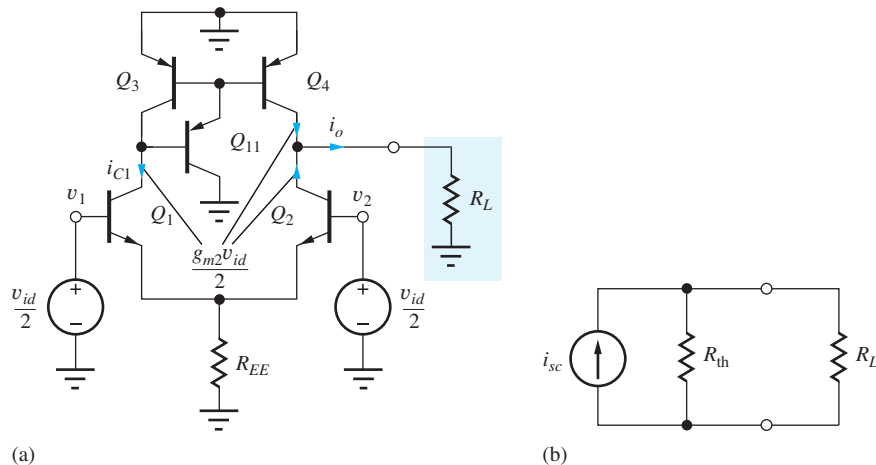 Q3
Q4
Q11
io
iC1
v1
v2
Q1
Q2
RL
gm2vid
2
vid
2
+
−
+
−
vid
2
REE
isc
Rth
RL
(a)
(b)